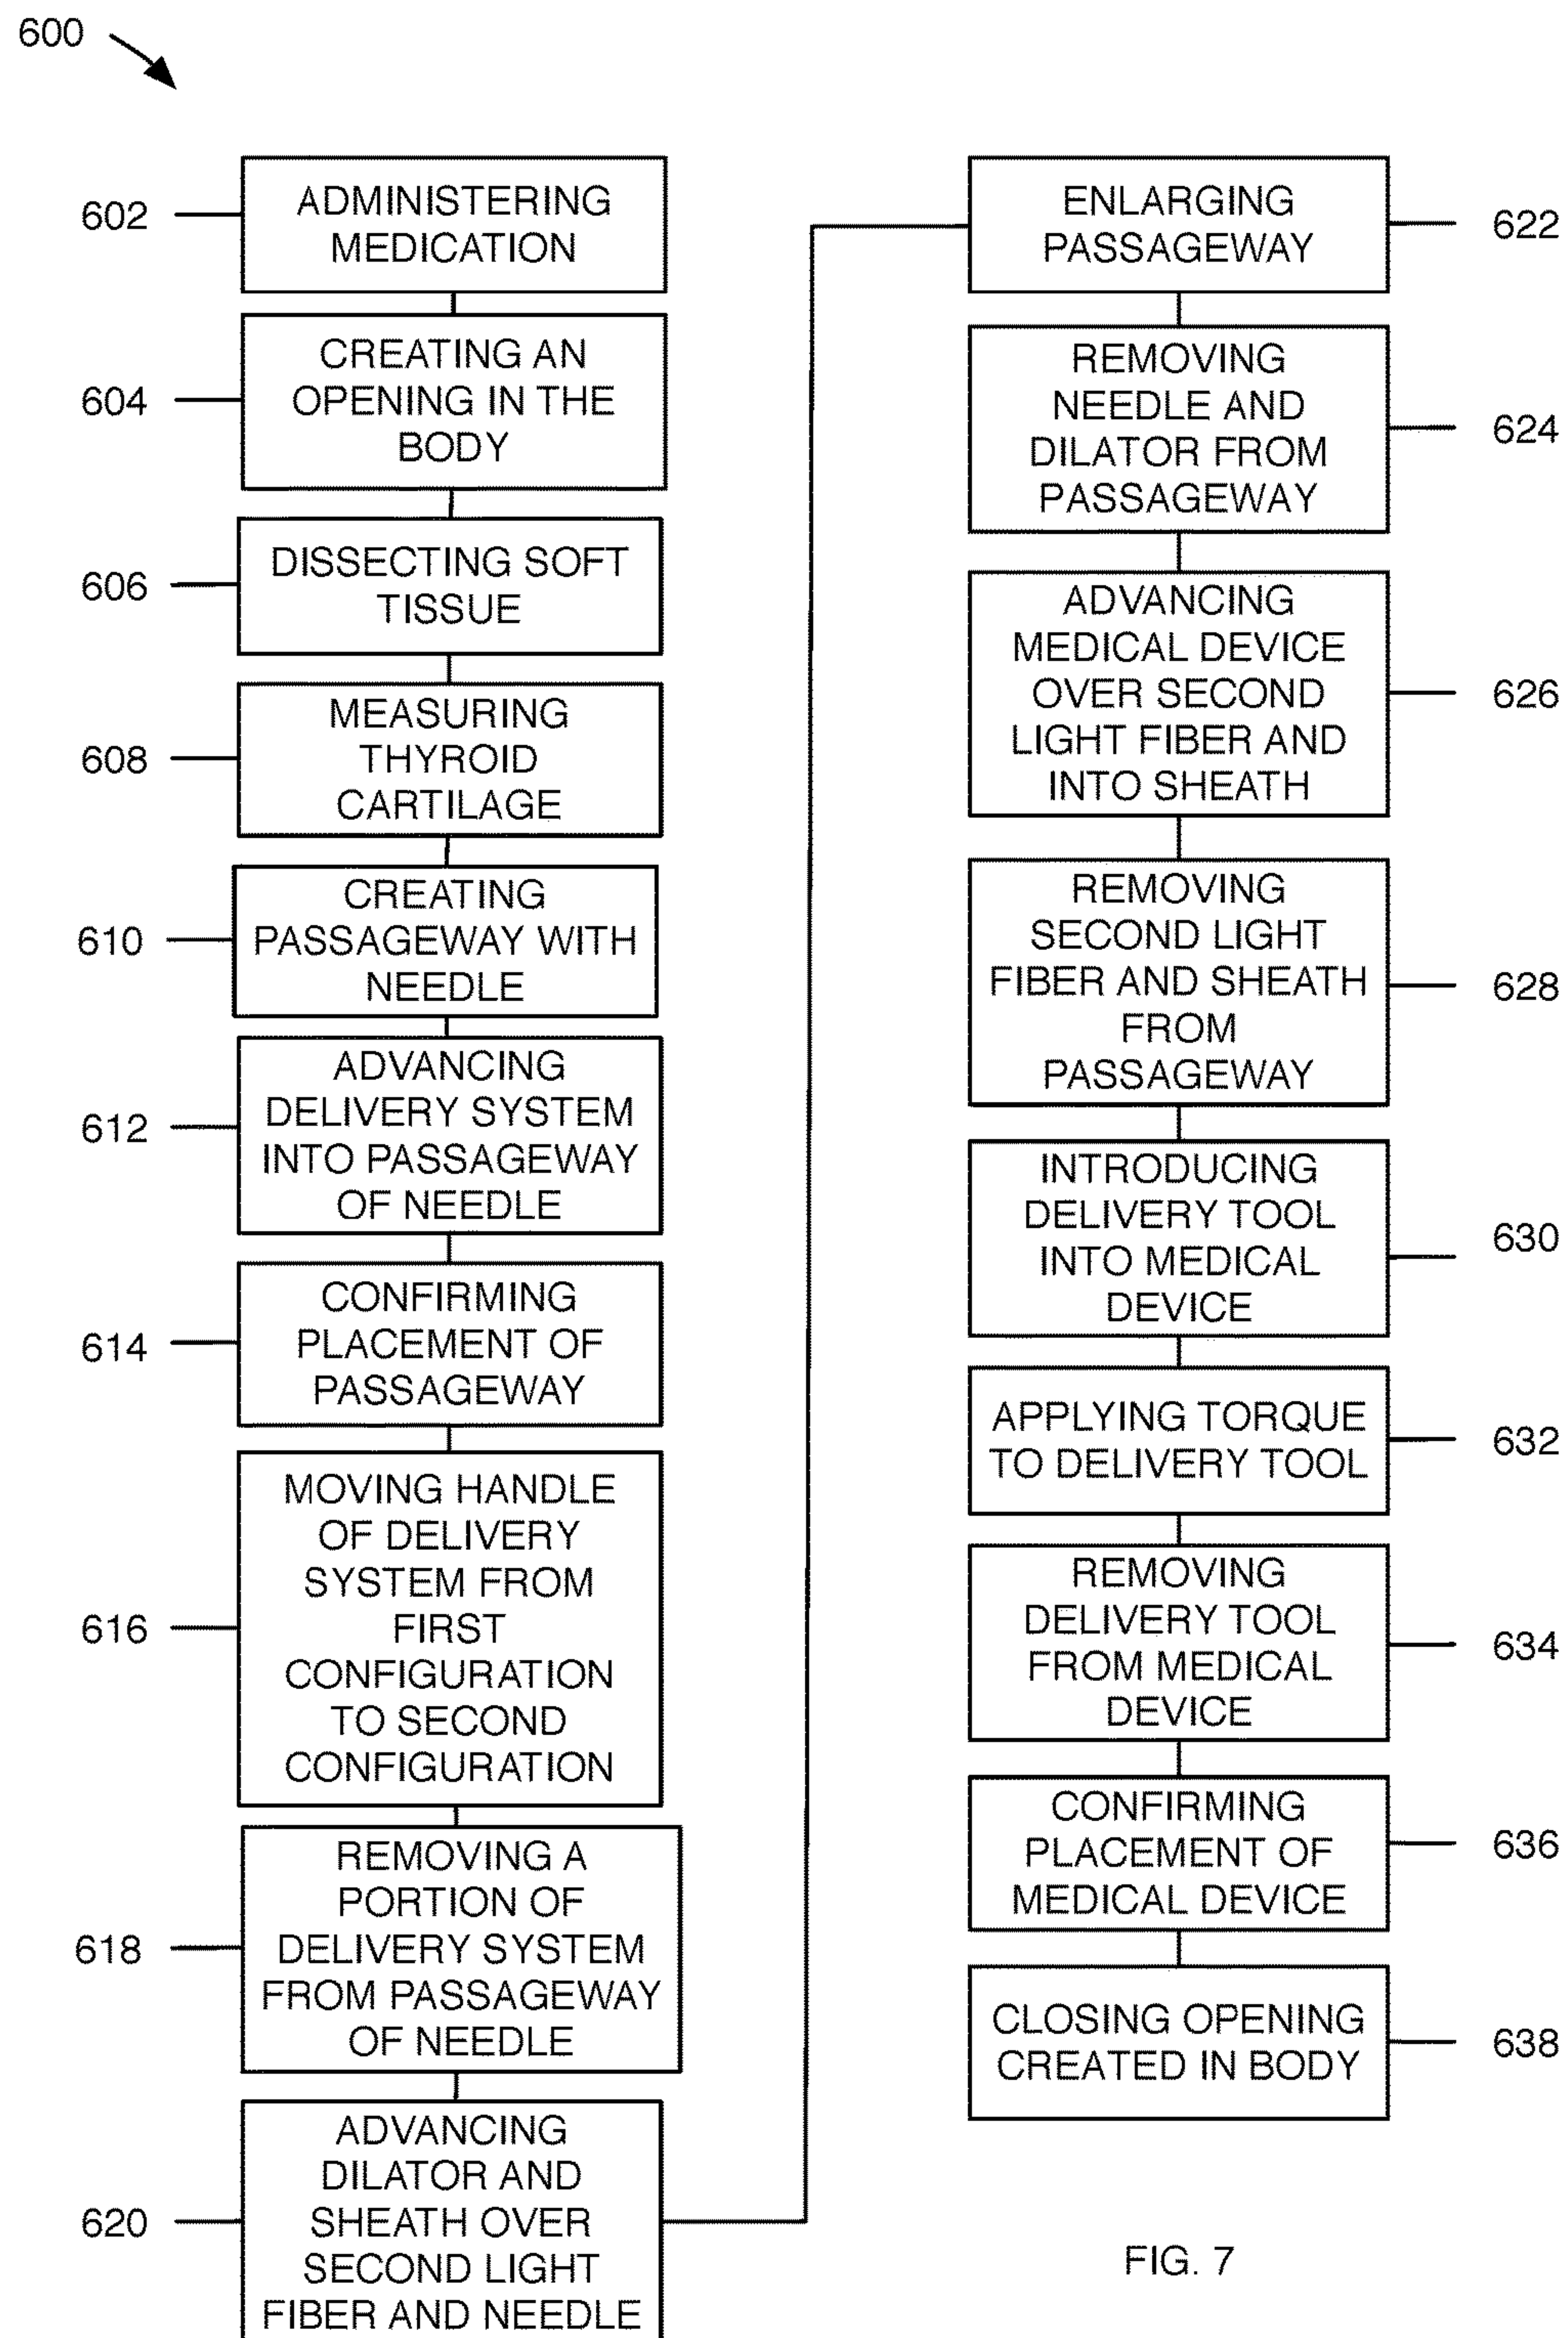 600
602
ADMINISTERING
MEDICATION
604
CREATING AN
OPENING IN THE
BODY
606
DISSECTING SOFT
TISSUE
608
MEASURING
THYROID
CARTILAGE
610
CREATING
PASSAGEWAY WITH
NEEDLE
612
ADVANCING
DELIVERY SYSTEM
INTO PASSAGEWAY
OF NEEDLE
614
CONFIRMING
PLACEMENT OF
PASSAGEWAY
616
MOVING HANDLE
OF DELIVERY
SYSTEM FROM
FIRST
CONFIGURATION
TO SECOND
CONFIGURATION
618
REMOVING A
PORTION OF
DELIVERY SYSTEM
FROM PASSAGEWAY
OF NEEDLE
620
ADVANCING
DILATOR AND
SHEATH OVER
SECOND LIGHT
FIBER AND NEEDLE
ENLARGING
PASSAGEWAY
622
REMOVING
NEEDLE AND
DILATOR FROM
PASSAGEWAY
624
ADVANCING
MEDICAL DEVICE
OVER SECOND
LIGHT FIBER AND
INTO SHEATH
626
REMOVING
SECOND LIGHT
FIBER AND SHEATH
FROM
PASSAGEWAY
628
INTRODUCING
DELIVERY TOOL
INTO MEDICAL
DEVICE
630
APPLYING TORQUE
TO DELIVERY TOOL
632
REMOVING
DELIVERY TOOL
FROM MEDICAL
DEVICE
634
CONFIRMING
PLACEMENT OF
MEDICAL DEVICE
636
CLOSING OPENING
CREATED IN BODY
638
FIG. 7